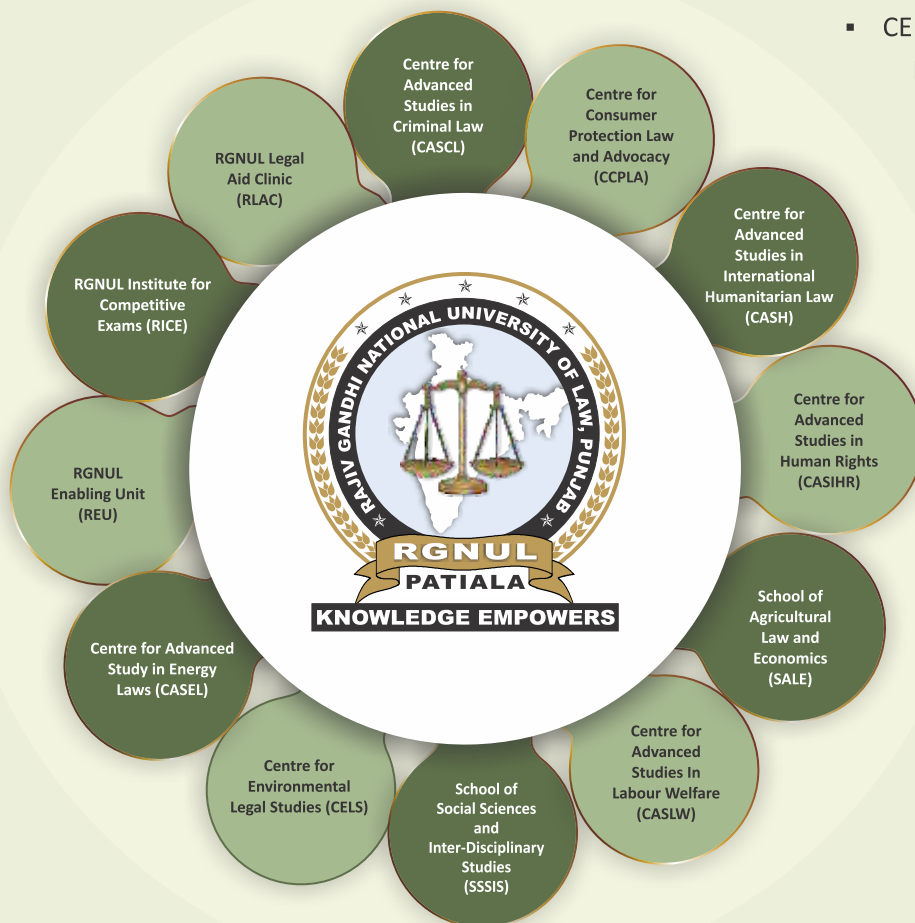 ▪ CE
Centre for
Advanced
Studies in
Criminal Law
(CASCL)
Centre for
Consumer
Protection Law
and Advocacy
(CCPLA)
Centre for
Advanced
Studies in
International
Humanitarian Law
(CASH)
Centre for
Advanced
Studies in
Human Rights
(CASIHR)
School of
Agricultural
Law and
Economics
(SALE)
Centre for
Advanced
Studies In
Labour Welfare
(CASLW)
School of
Social Sciences
and
Inter-Disciplinary
Studies
(SSSIS)
Centre for
Environmental
Legal Studies (CELS)
Centre for Advanced
Study in Energy
Laws (CASEL)
RGNUL
Enabling Unit
(REU)
RGNUL Institute for
Competitive
Exams (RICE)
RGNUL Legal
Aid Clinic
(RLAC)
RAJIV GANDHI NATIONAL UNIVERSITY OF LAW, PUNJAB
RGNUL
PATIALA
KNOWLEDGE EMPOWERS